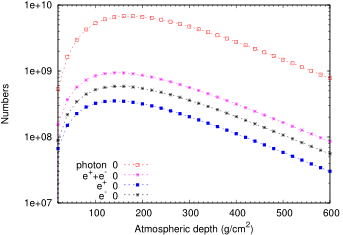 1e+10
1e+09
1e+08
1e+07
Numbers
photon 0
e+ + e- 0
e+ 0
e- 0
100 200 300 400 500 600
Atmospheric depth (g/cm²)